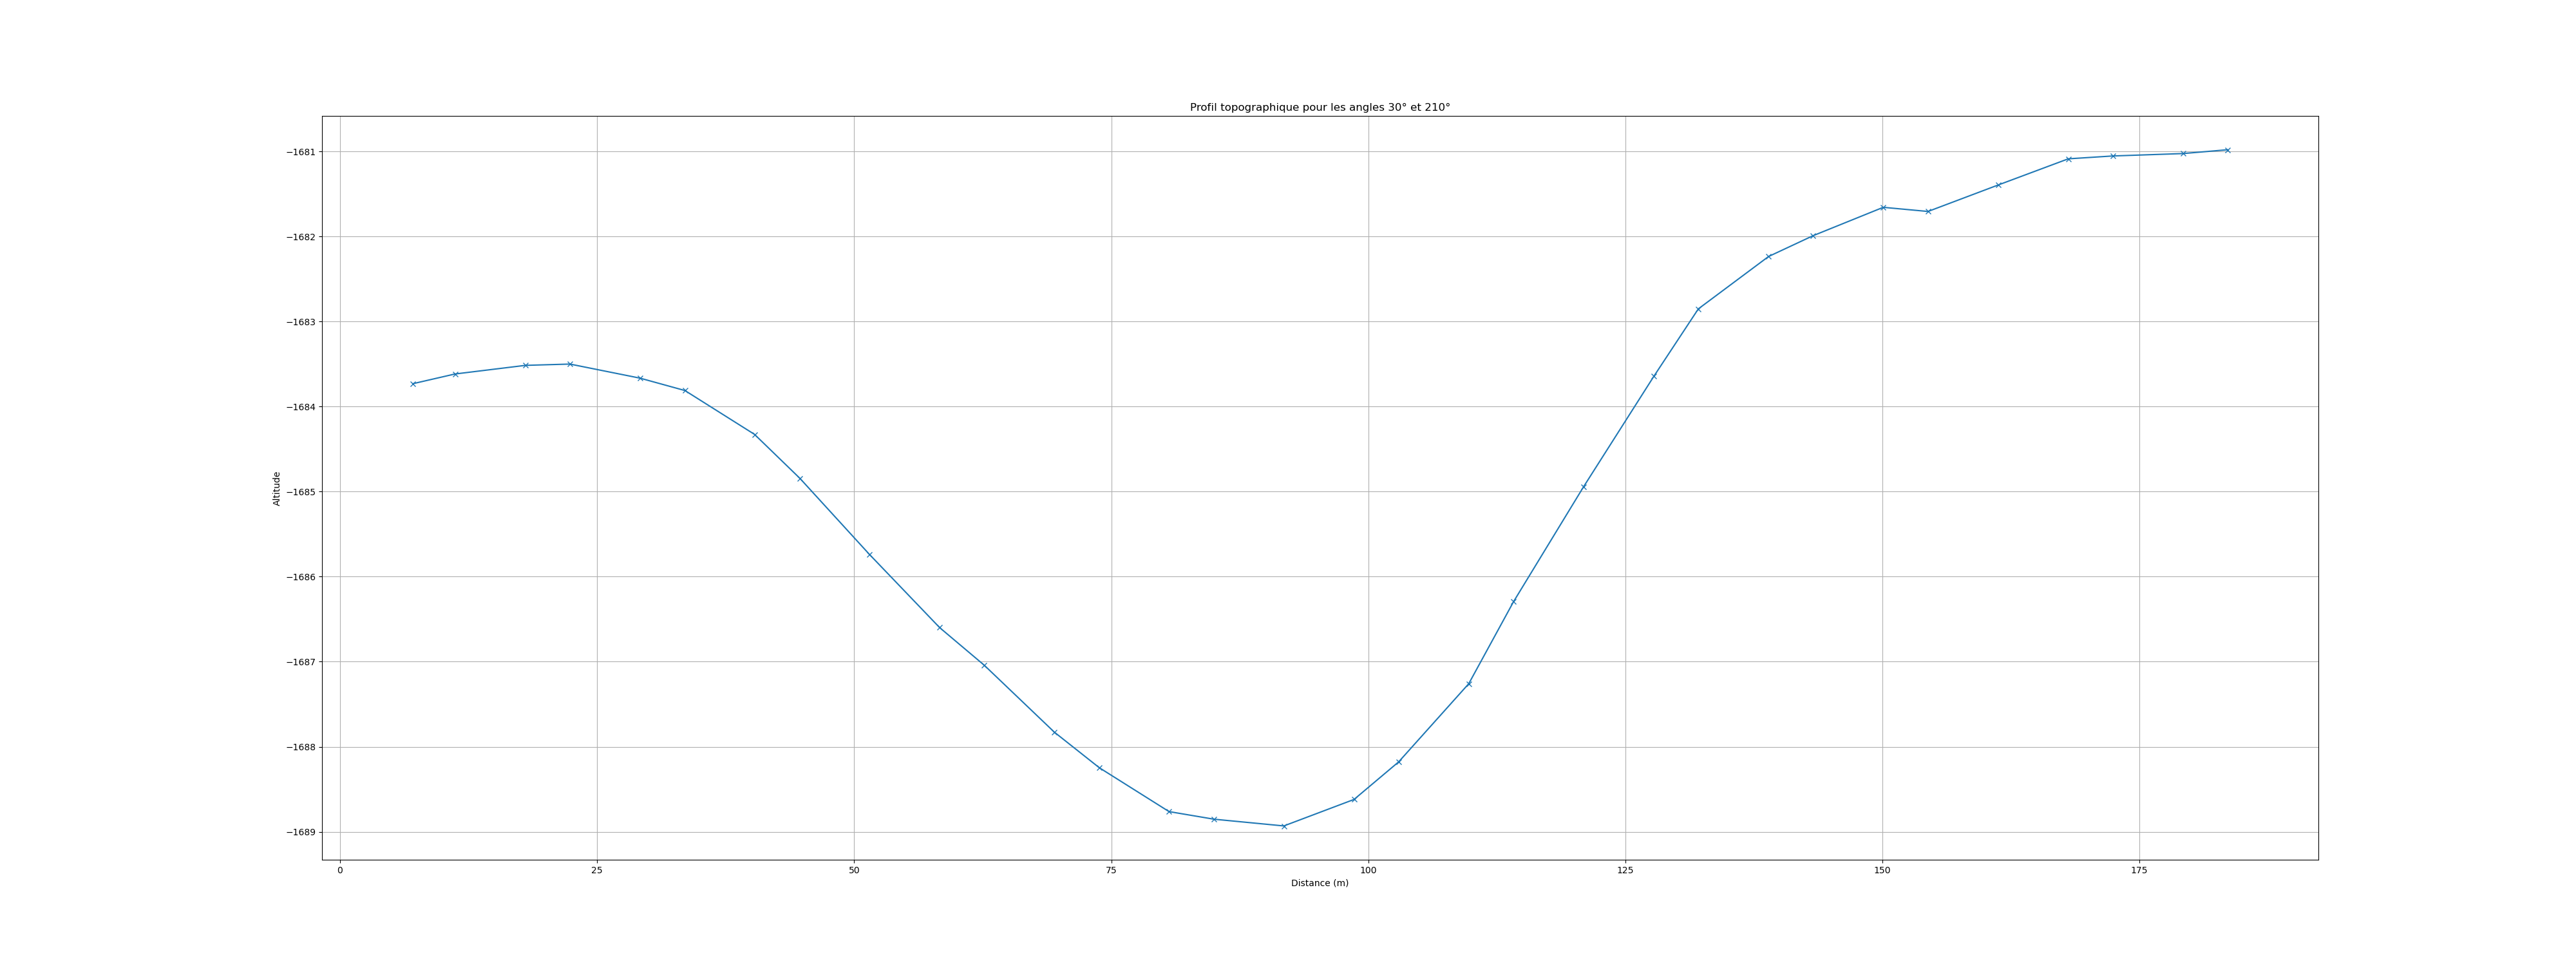 Profil topographique pour les angles 30° et 210°
Altitude
−1681
−1682
−1683
−1684
−1685
−1686
−1687
−1688
−1689
0 25 50 75 100 125 150 175
Distance (m)